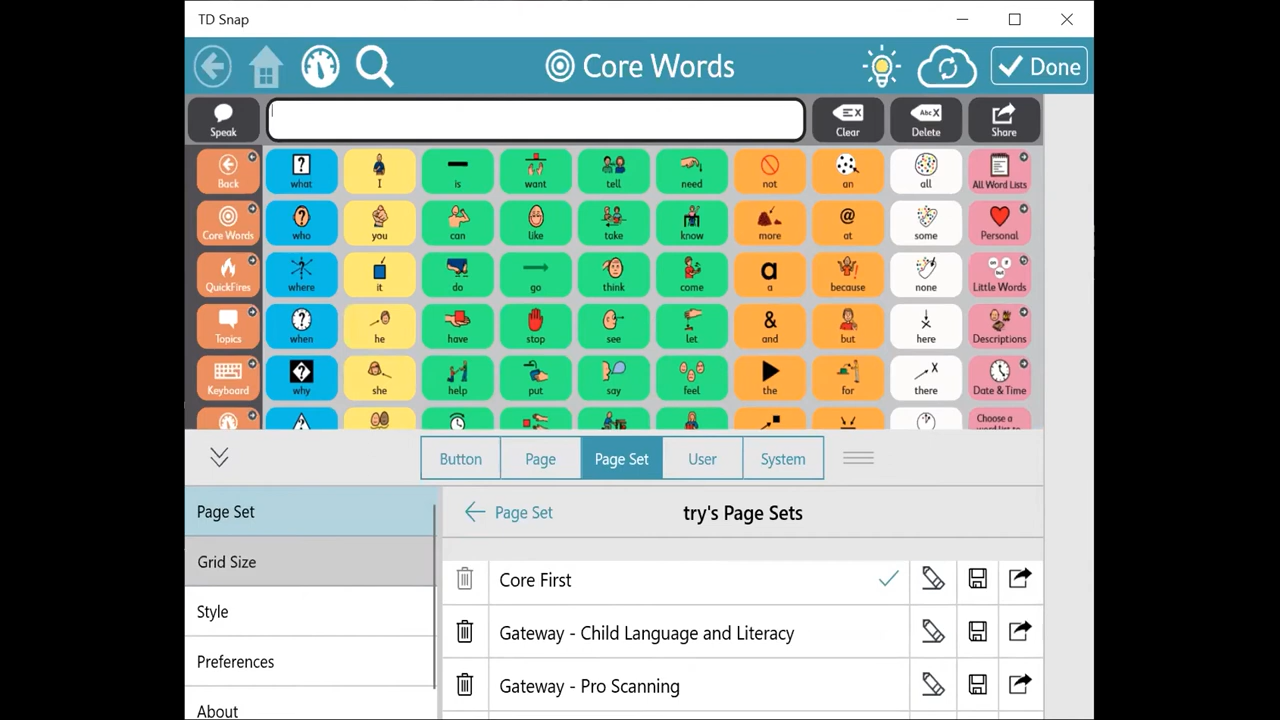 TD Snap
Core Words
Done
Speak
Clear
AbcX
Delete
Share
Back
what
I
is
want
tell
need
not
an
all
All Word Lists
Core Words
who
you
can
like
take
know
more
@
at
some
Personal
QuickFires
where
it
do
go
think
come
a
a
because
none
Little Words
Topics
when
he
have
stop
see
let
&
and
but
here
Descriptions
Keyboard
why
she
help
put
say
feel
the
for
there
Date & Time
Choose a
word list to
Button
Page
Page Set
User
System
Page Set
Page Set
try's Page Sets
Grid Size
Core First
Style
Gateway - Child Language and Literacy
Preferences
Gateway - Pro Scanning
About